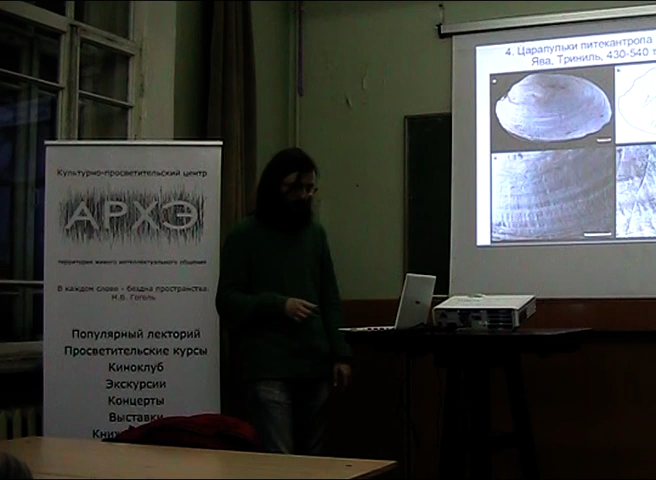 Культурно-просветительский центр
АРХЭ
территория живого интеллектуального общения
В каждом слове - бездна пространства.
Н.В. Гоголь
Популярный лекторий
Просветительские курсы
Киноклуб
Экскурсии
Концерты
Выставки
4. Царапульки питекантропа
Ява, Триниль, 430-540